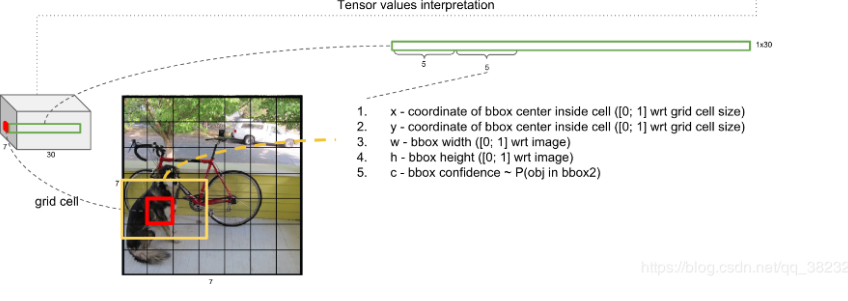 Tensor values interpretation
1x30
5
5
1. x - coordinate of bbox center inside cell ([0; 1] wrt grid cell size)
2. y - coordinate of bbox center inside cell ([0; 1] wrt grid cell size)
3. w - bbox width ([0; 1] wrt image)
4. h - bbox height ([0; 1] wrt image)
5. c - bbox confidence ~ P(obj in bbox2)
7
30
7
grid cell
7
https://blog.csdn.net/qq_38232